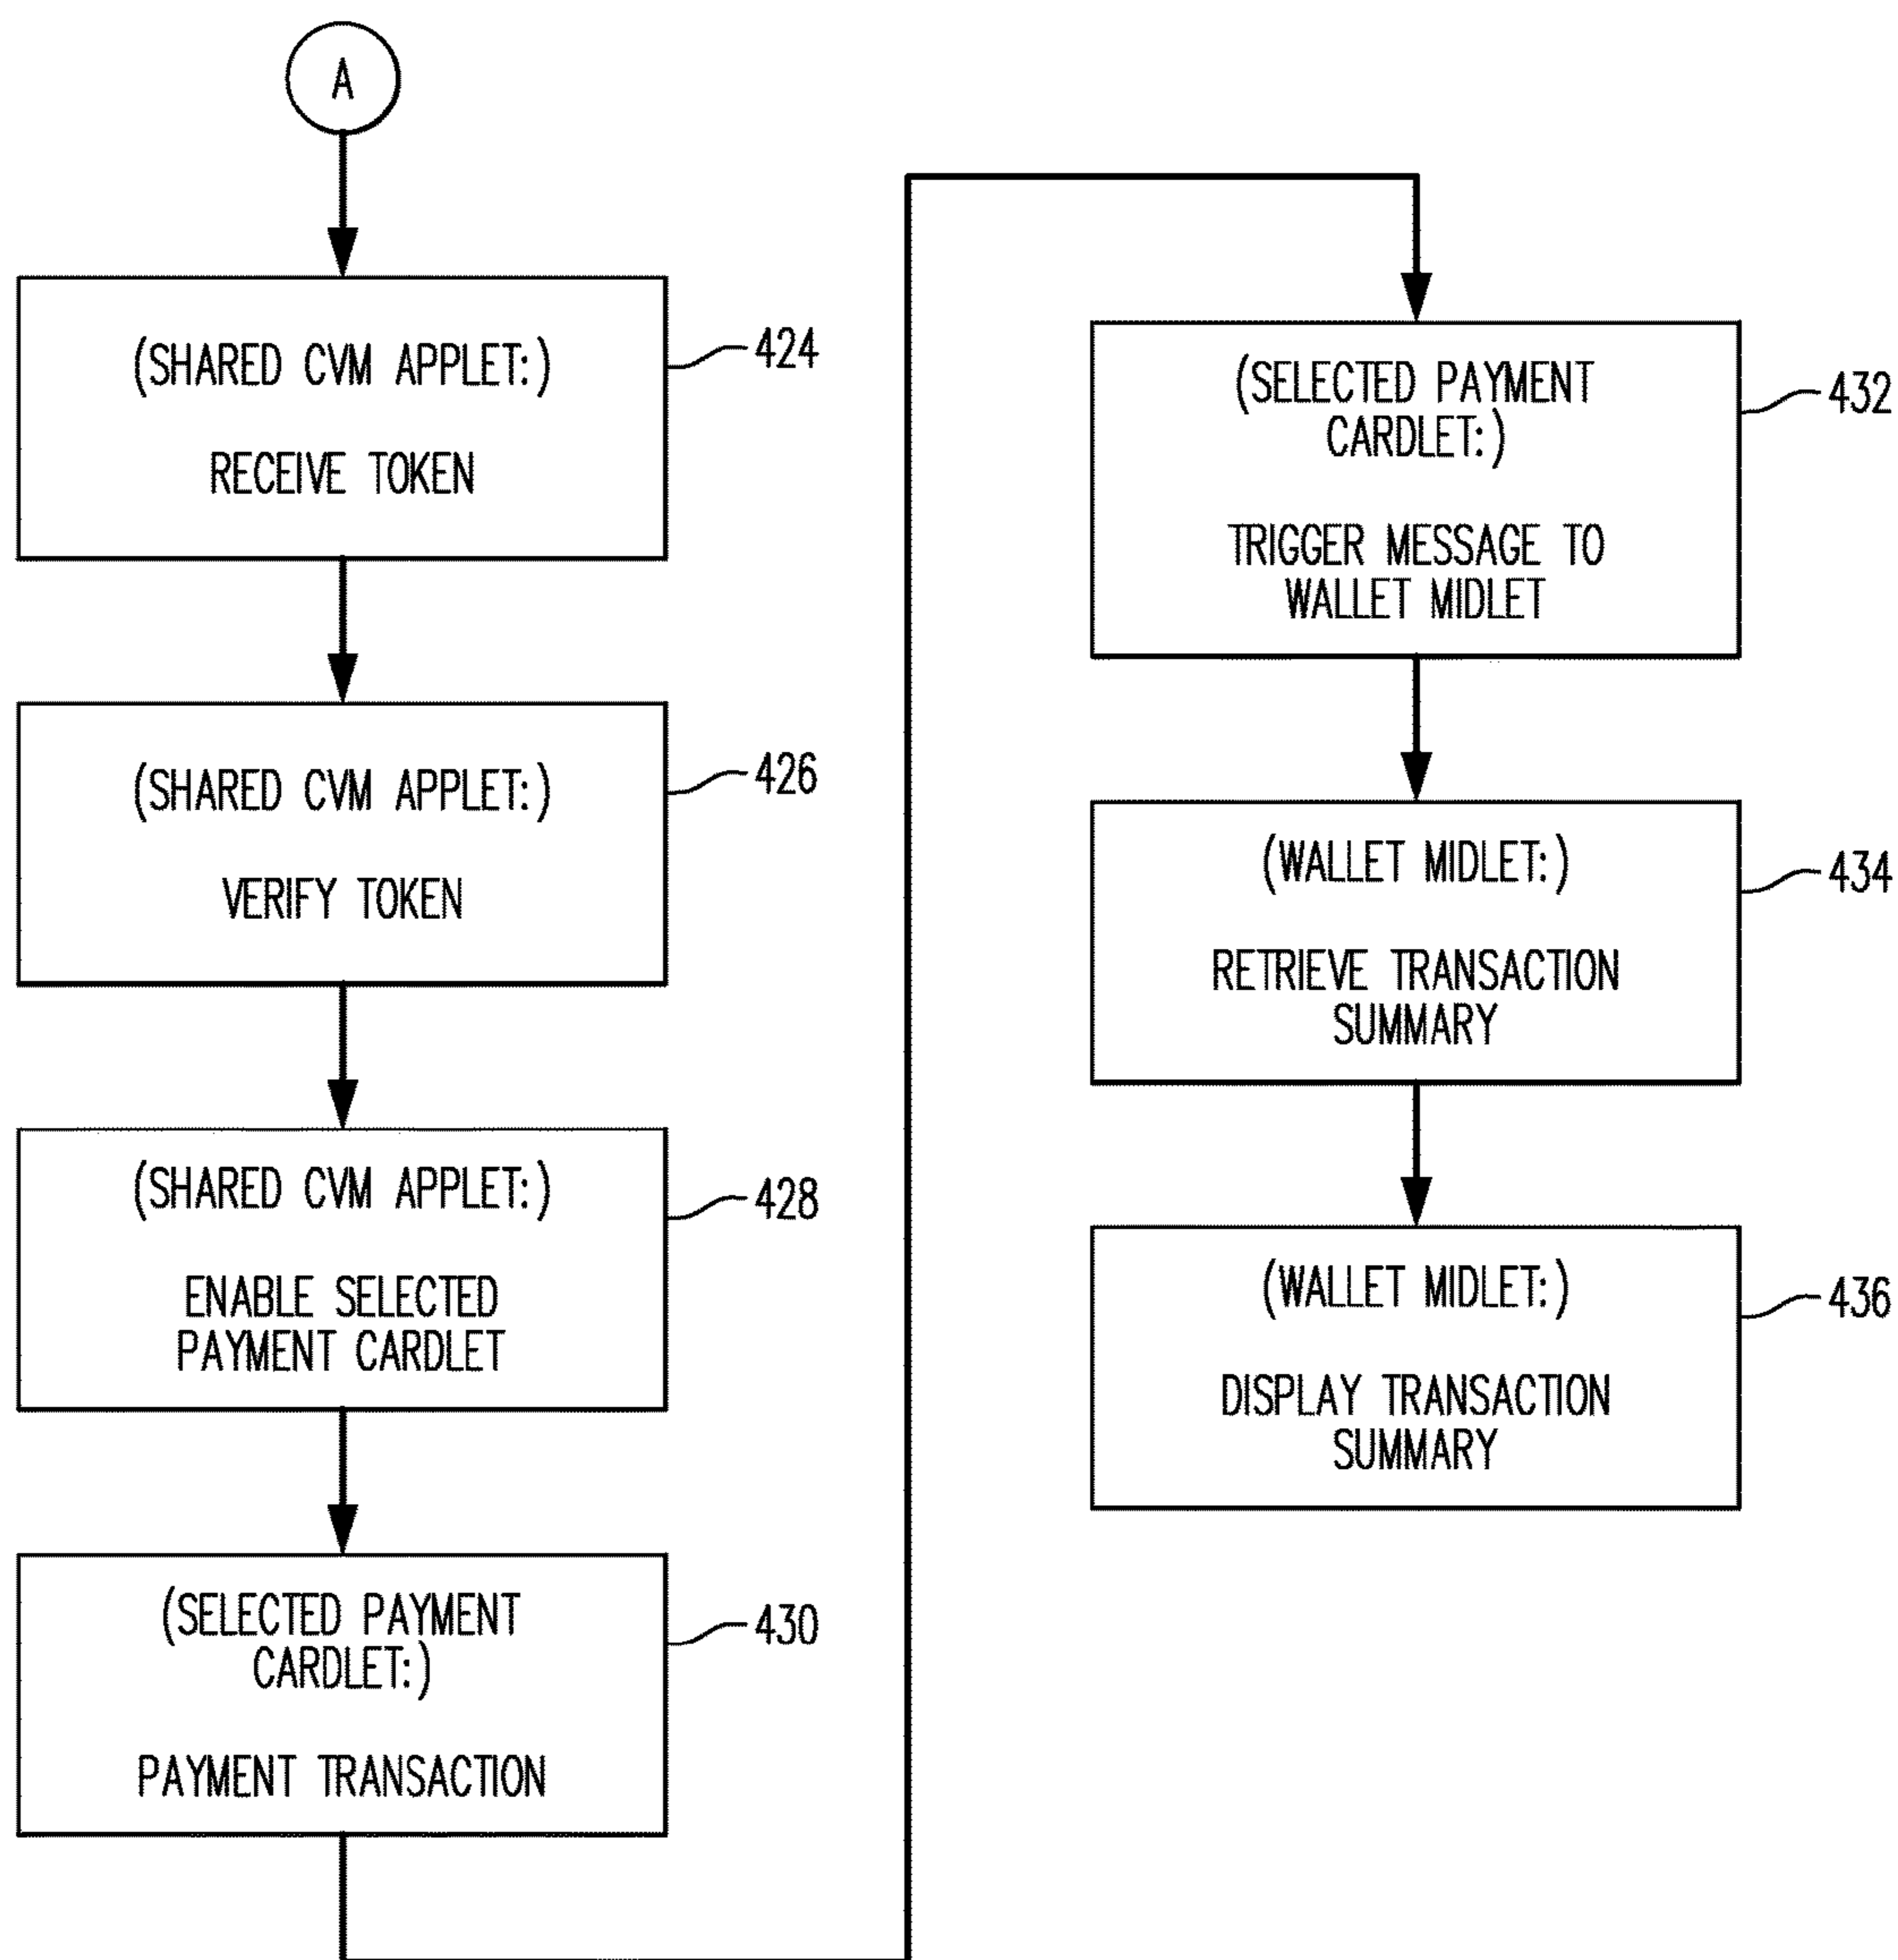 A
(SHARED CVM APPLET:)
RECEIVE TOKEN
424
(SHARED CVM APPLET:)
VERIFY TOKEN
426
(SHARED CVM APPLET:)
ENABLE SELECTED
PAYMENT CARDLET
428
(SELECTED PAYMENT
CARDLET:)
PAYMENT TRANSACTION
430
(SELECTED PAYMENT
CARDLET:)
TRIGGER MESSAGE TO
WALLET MIDLET
432
(WALLET MIDLET:)
RETRIEVE TRANSACTION
SUMMARY
434
(WALLET MIDLET:)
DISPLAY TRANSACTION
SUMMARY
436